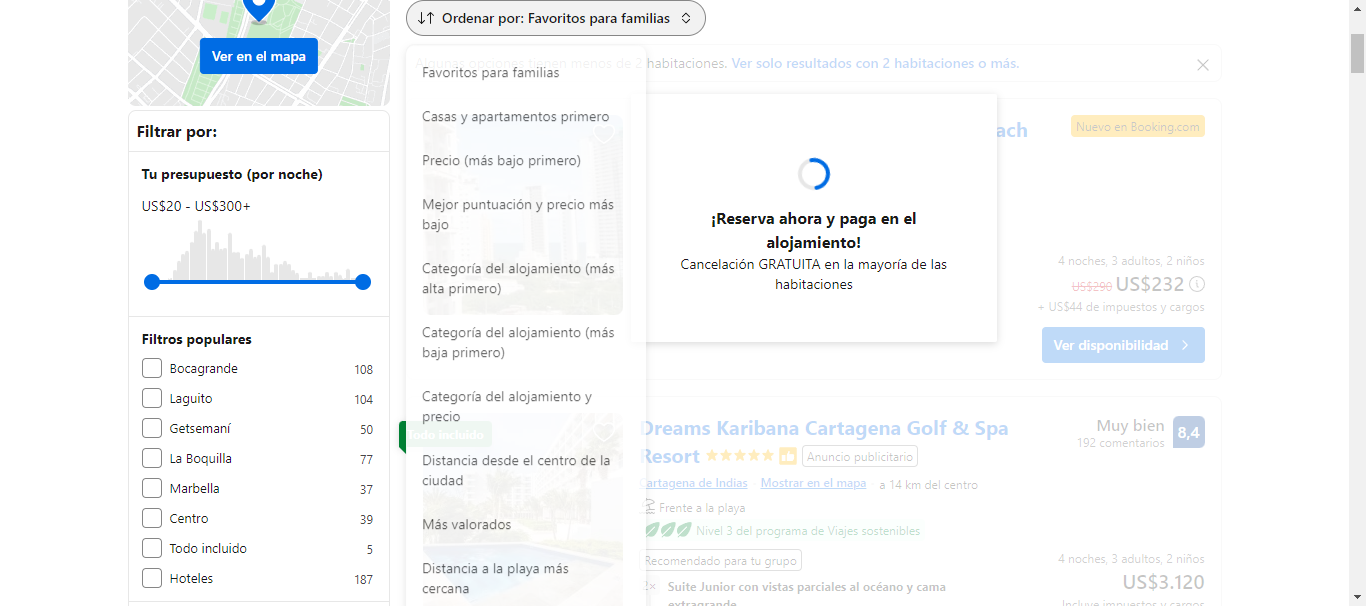 Ver en el mapa
Filtrar por:
Tu presupuesto (por noche)
US$20 - US$300+
Filtros populares
Bocagrande 108
Laguito 104
Getsemaní 50
La Boquilla 77
Marbella 37
Centro 39
Todo incluido 5
Hoteles 187
Ordenar por: Favoritos para familias
Algunas opciones tienen menos de 2 habitaciones. Ver solo resultados con 2 habitaciones o más.
Favoritos para familias
Casas y apartamentos primero
Precio (más bajo primero)
Mejor puntuación y precio más
bajo
Categoría del alojamiento (más
alta primero)
Categoría del alojamiento (más
baja primero)
Categoría del alojamiento y
precio
Distancia desde el centro de la
ciudad
Más valorados
Distancia a la playa más
cercana
¡Reserva ahora y paga en el
alojamiento!
Cancelación GRATUITA en la mayoría de las
habitaciones
ach
Nuevo en Booking.com
4 noches, 3 adultos, 2 niños
US$290 US$232
+ US$44 de impuestos y cargos
Ver disponibilidad
Todo incluido
Dreams Karibana Cartagena Golf & Spa
Resort Anuncio publicitario
Muy bien
192 comentarios
8,4
Cartagena de Indias Mostrar en el mapa a 14 km del centro
Frente a la playa
Nivel 3 del programa de Viajes sostenibles
Recomendado para tu grupo
2× Suite Junior con vistas parciales al océano y cama
extragrande
4 noches, 3 adultos, 2 niños
US$3.120
Incluye impuestos y cargos